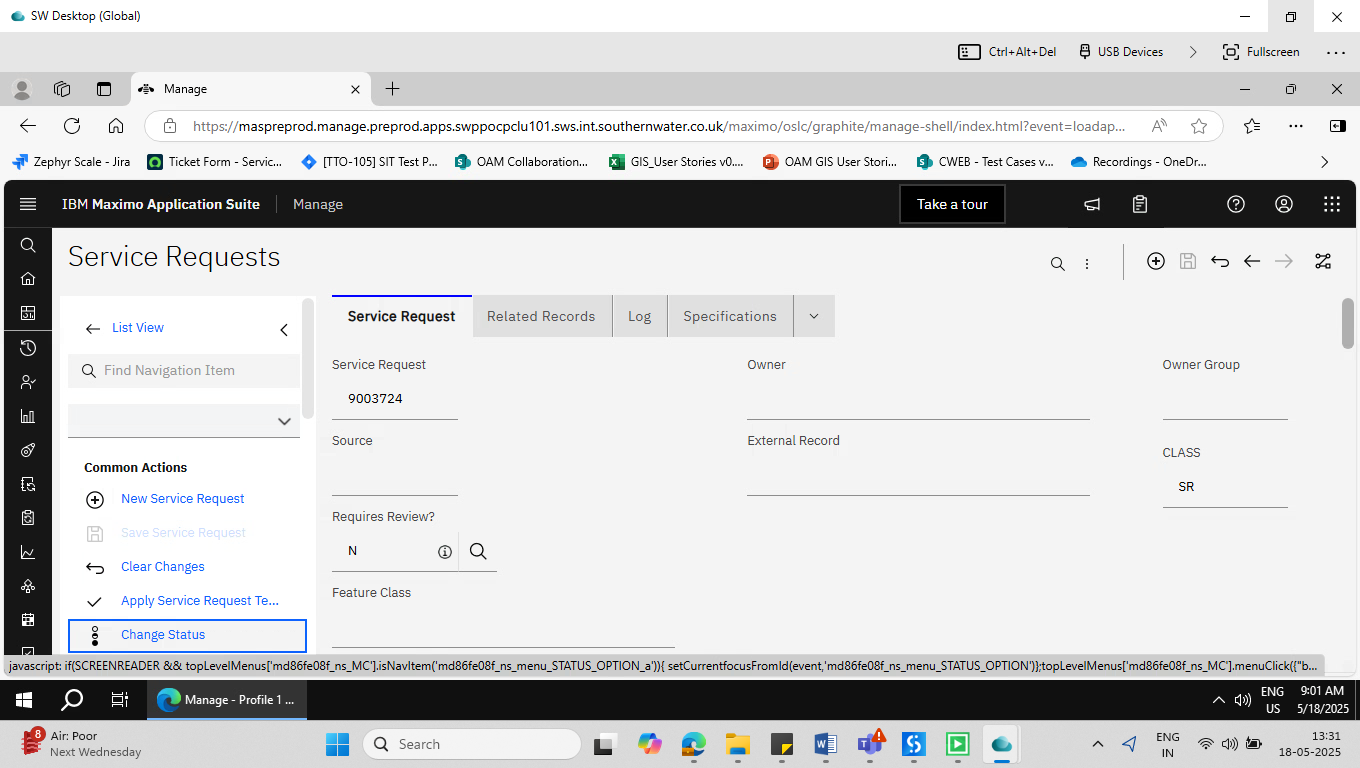 SW Desktop (Global)
Ctrl+Alt+Del USB Devices Fullscreen
Manage
https://maspreprod.manage.preprod.apps.swppocpclu101.sws.int.southernwater.co.uk/maximo/oslc/graphite/manage-shell/index.html?event=loadap...
Zephyr Scale - Jira Ticket Form - Servic... [TTO-105] SIT Test P... OAM Collaboration... GIS_User Stories v0.... OAM GIS User Stori... CWEB - Test Cases v... Recordings - OneDr...
IBM Maximo Application Suite Manage Take a tour
Service Requests
List View
Find Navigation Item
Common Actions
New Service Request
Save Service Request
Clear Changes
Apply Service Request Te...
Change Status
Service Request Related Records Log Specifications
Service Request Owner Owner Group
9003724
Source External Record CLASS
SR
Requires Review?
N
Feature Class
javascript: if(SCREENREADER && topLevelMenus['md86fe08f_ns_MC'].isNavItem('md86fe08f_ns_menu_STATUS_OPTION_a')){ setCurrentfocusFromId(event,'md86fe08f_ns_menu_STATUS_OPTION')};topLevelMenus['md86fe08f_ns_MC'].menuClick({"b...
Manage - Profile 1 ... ENG US 9:01 AM 5/18/2025
8 Air: Poor
Next Wednesday
Search
ENG IN 13:31 18-05-2025